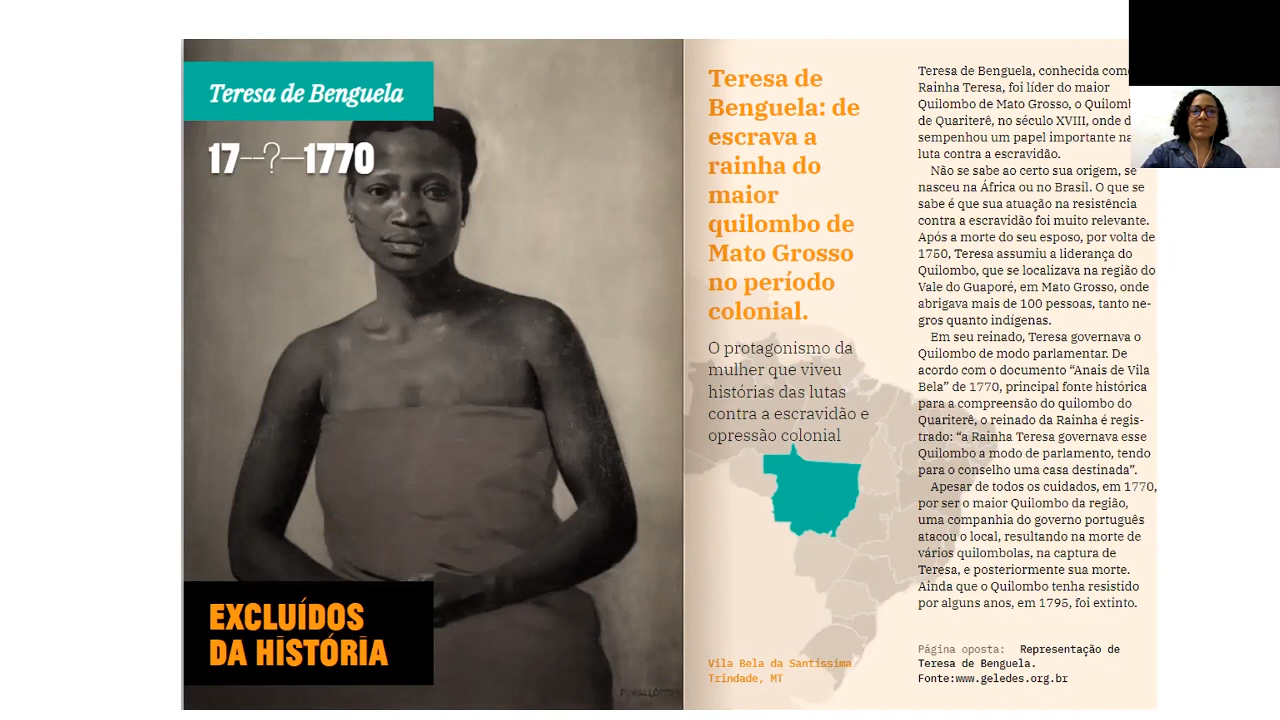 Teresa de Benguela
17--?—1770
EXCLUÍDOS
DA HISTÓRIA
F. VALLOTTON
Teresa de
Benguela: de
escrava a
rainha do
maior
quilombo de
Mato Grosso
no período
colonial.
O protagonismo da
mulher que viveu
histórias das lutas
contra a escravidão e
opressão colonial
Vila Bela da Santíssima
Trindade, MT
Teresa de Benguela, conhecida com
Rainha Teresa, foi líder do maior
Quilombo de Mato Grosso, o Quilom
de Quariterê, no século XVIII, onde d
sempenhou um papel importante na
luta contra a escravidão.
Não se sabe ao certo sua origem, se
nasceu na África ou no Brasil. O que se
sabe é que sua atuação na resistência
contra a escravidão foi muito relevante.
Após a morte do seu esposo, por volta de
1750, Teresa assumiu a liderança do
Quilombo, que se localizava na região do
Vale do Guaporé, em Mato Grosso, onde
abrigava mais de 100 pessoas, tanto ne-
gros quanto indígenas.
Em seu reinado, Teresa governava o
Quilombo de modo parlamentar. De
acordo com o documento “Anais de Vila
Bela” de 1770, principal fonte histórica
para a compreensão do quilombo do
Quariterê, o reinado da Rainha é regis-
trado: “a Rainha Teresa governava esse
Quilombo a modo de parlamento, tendo
para o conselho uma casa destinada”.
Apesar de todos os cuidados, em 1770,
por ser o maior Quilombo da região,
uma companhia do governo português
atacou o local, resultando na morte de
vários quilombolas, na captura de
Teresa, e posteriormente sua morte.
Ainda que o Quilombo tenha resistido
por alguns anos, em 1795, foi extinto.
Página oposta: Representação de
Teresa de Benguela.
Fonte:www.geledes.org.br